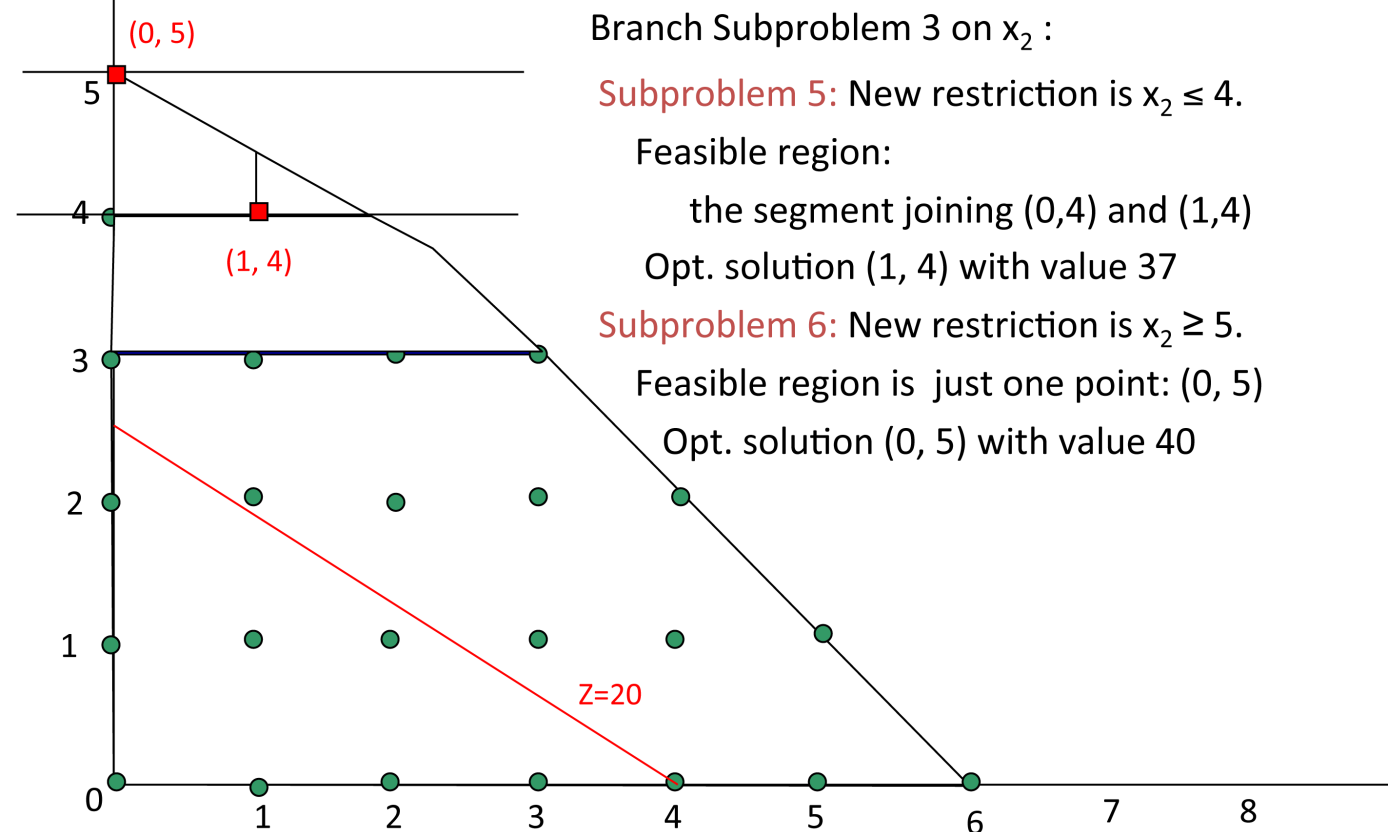 (0, 5)
Branch Subproblem 3 on x₂ :
5
Subproblem 5: New restriction is x₂ ≤ 4.
Feasible region:
4
the segment joining (0,4) and (1,4)
(1, 4)
Opt. solution (1, 4) with value 37
Subproblem 6: New restriction is x₂ ≥ 5.
3
Feasible region is just one point: (0, 5)
Opt. solution (0, 5) with value 40
2
1
Z=20
0
1 2 3 4 5 6 7 8